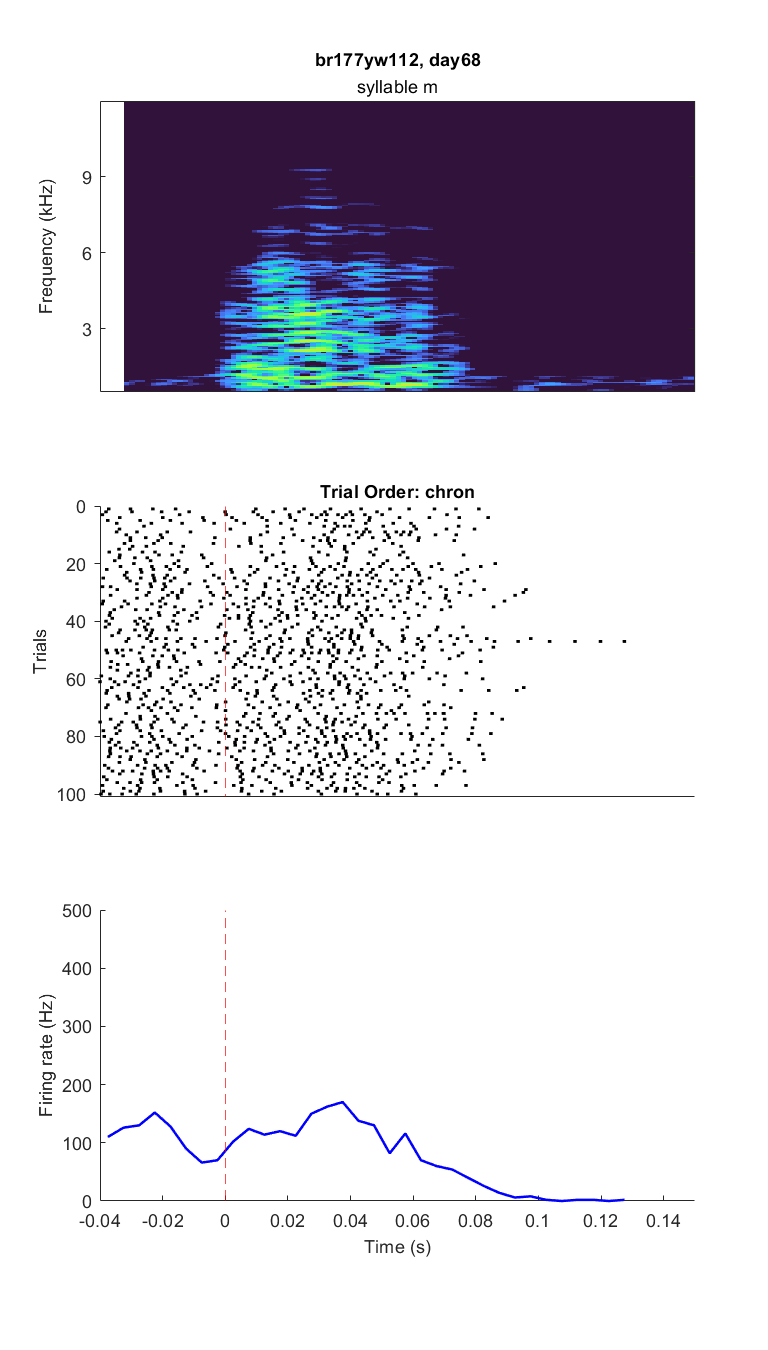 br177yw112, day68
syllable m
9
6
3
Frequency (kHz)
Trial Order: chron
0
20
40
60
80
100
Trials
500
400
300
200
100
0
Firing rate (Hz)
-0.04 -0.02 0 0.02 0.04 0.06 0.08 0.1 0.12 0.14
Time (s)